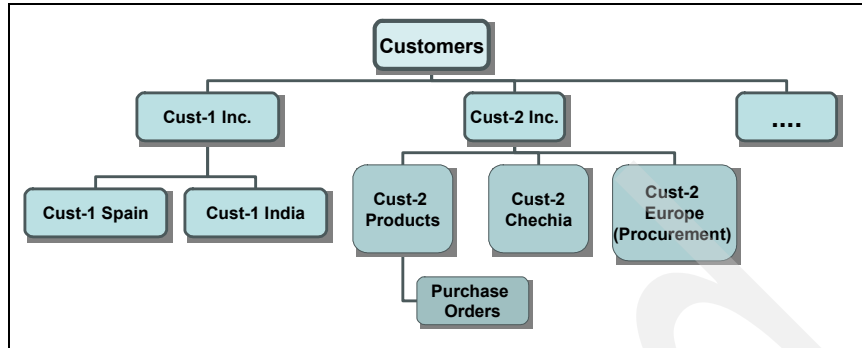 Customers
Cust-1 Inc.
Cust-2 Inc.
....
Cust-1 Spain
Cust-1 India
Cust-2
Products
Cust-2
Chechia
Cust-2
Europe
(Procurement)
Purchase
Orders